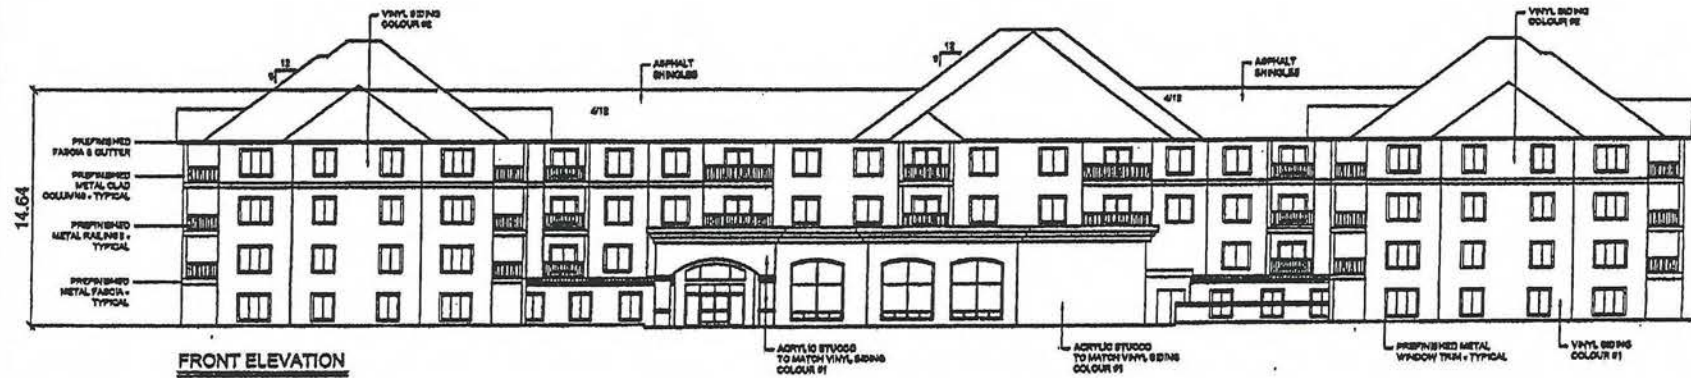 VINYL SIDING
COLOUR #2
VINYL SIDING
COLOUR #2
12
9
ASPHALT
SHINGLES
12
9
ASPHALT
SHINGLES
4/12
4/12
PREFINISHED
FASCIA & GUTTER
PREFINISHED
METAL CLAD
COLUMNS - TYPICAL
PREFINISHED
METAL RAILINGS -
TYPICAL
PREFINISHED
METAL FASCIA -
TYPICAL
14.64
ACRYLIC STUCCO
TO MATCH VINYL SIDING
COLOUR #1
ACRYLIC STUCCO
TO MATCH VINYL SIDING
COLOUR #1
PREFINISHED METAL
WINDOW TRIM - TYPICAL
VINYL SIDING
COLOUR #1
FRONT ELEVATION